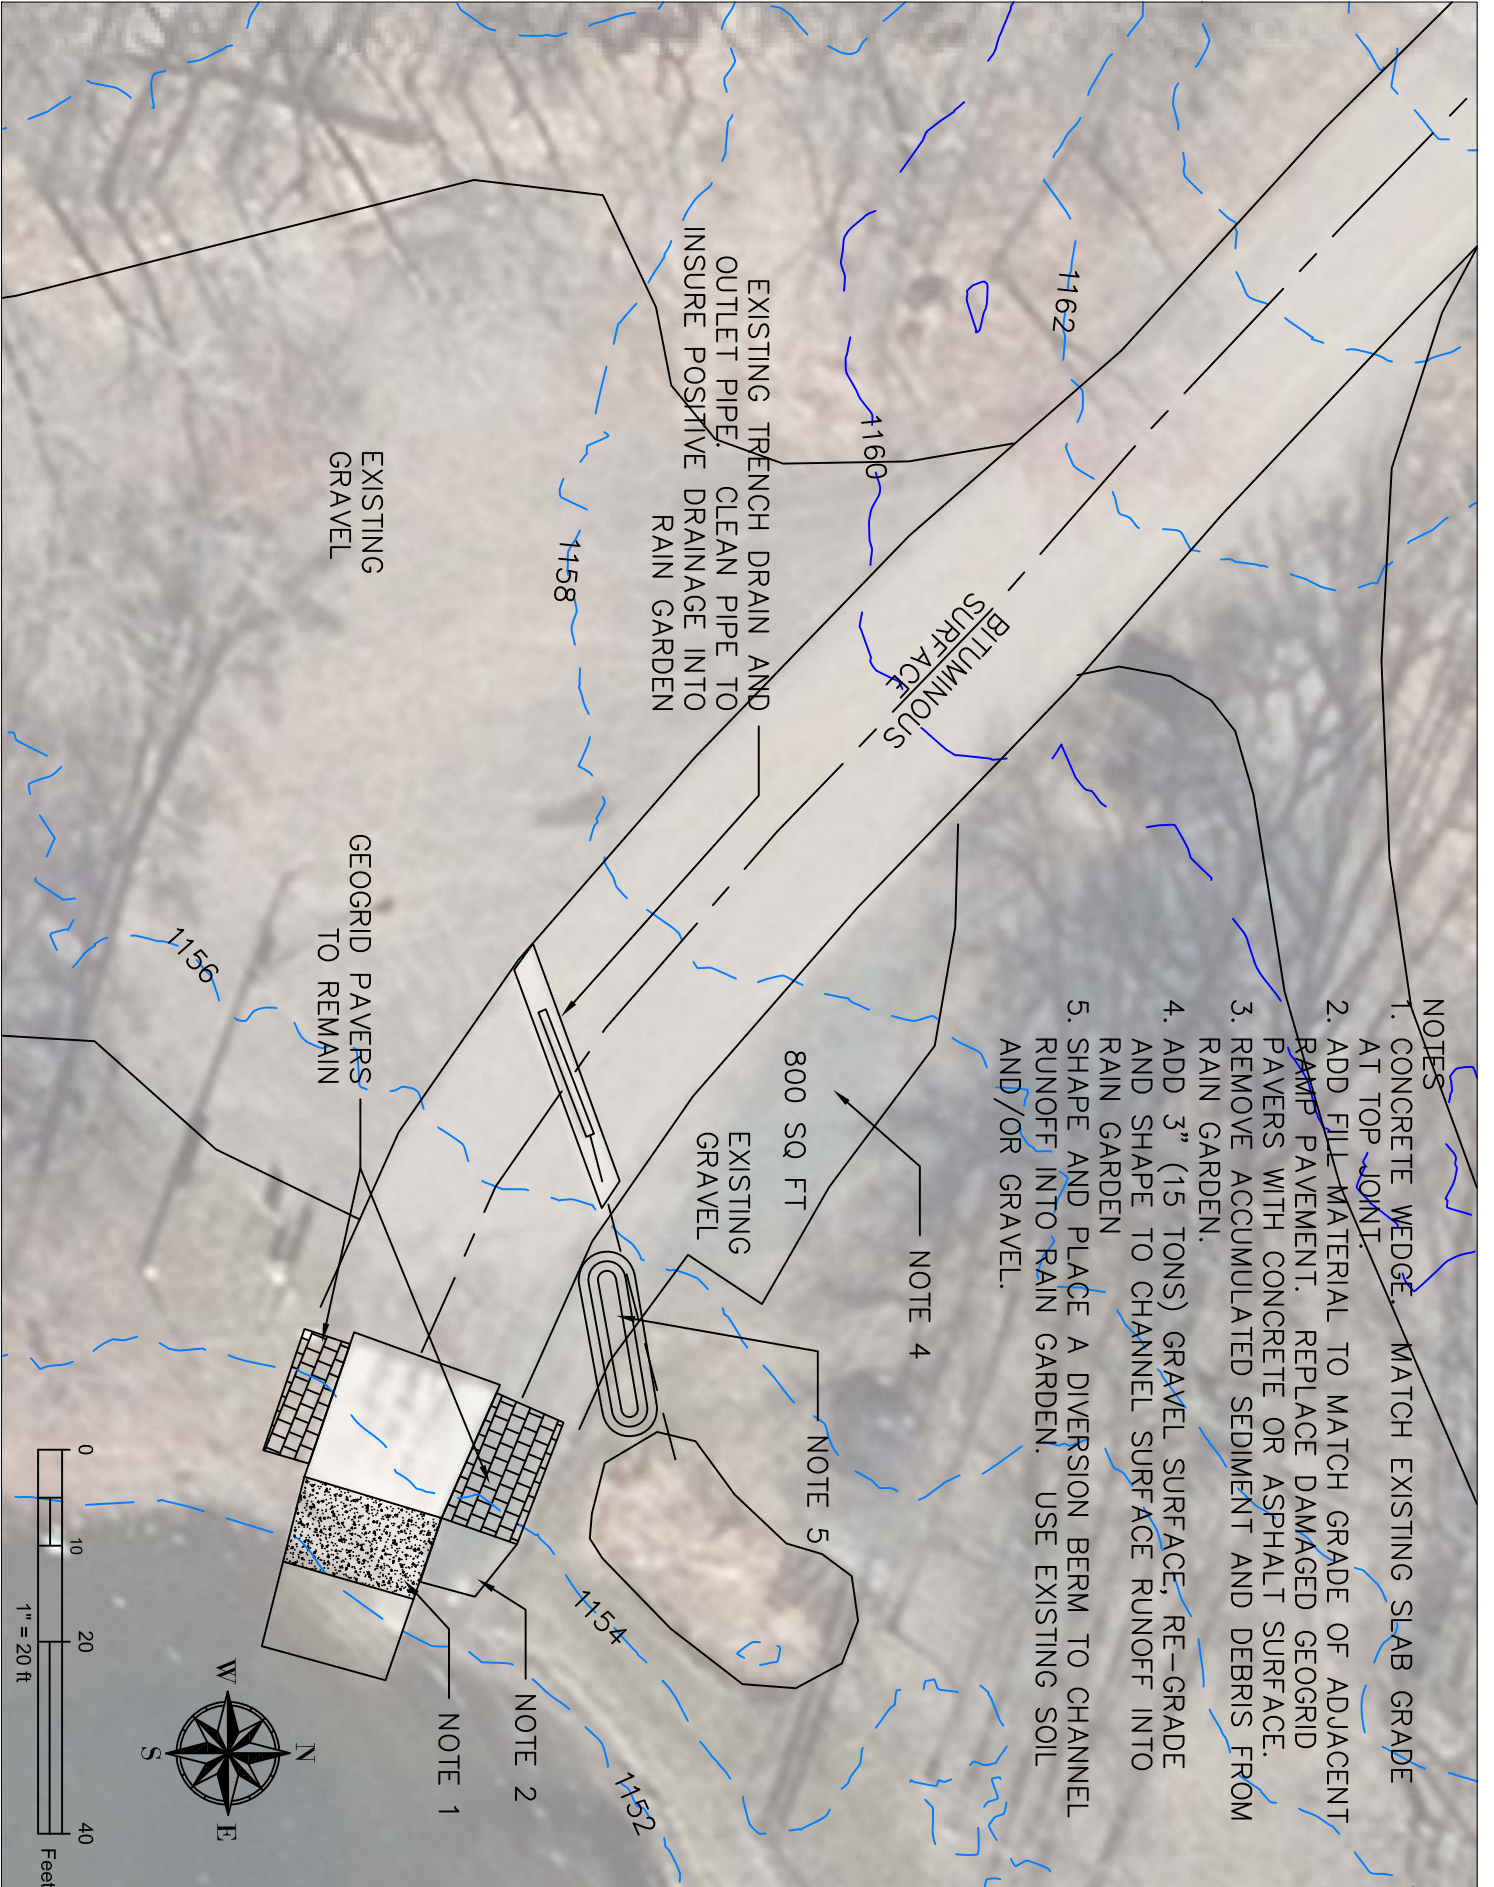 NOTES
1. CONCRETE WEDGE. MATCH EXISTING SLAB GRADE
AT TOP JOINT.
2. ADD FILL MATERIAL TO MATCH GRADE OF ADJACENT
RAMP PAVEMENT. REPLACE DAMAGED GEOGRID
PAVERS WITH CONCRETE OR ASPHALT SURFACE.
3. REMOVE ACCUMULATED SEDIMENT AND DEBRIS FROM
RAIN GARDEN.
4. ADD 3" (15 TONS) GRAVEL SURFACE, RE-GRADE
AND SHAPE TO CHANNEL SURFACE RUNOFF INTO
RAIN GARDEN
5. SHAPE AND PLACE A DIVERSION BERM TO CHANNEL
RUNOFF INTO RAIN GARDEN. USE EXISTING SOIL
AND/OR GRAVEL.
1162
BITUMINOUS
SURFACE
1160
NOTE 4
800 SQ FT
NOTE 5
EXISTING
GRAVEL
EXISTING TRENCH DRAIN AND
OUTLET PIPE. CLEAN PIPE TO
INSURE POSITIVE DRAINAGE INTO
RAIN GARDEN
1158
1154
1152
NOTE 2
NOTE 1
EXISTING
GRAVEL
GEOGRID PAVERS
TO REMAIN
1156
N
W
E
S
0
10
20
40
Feet
1" = 20 ft